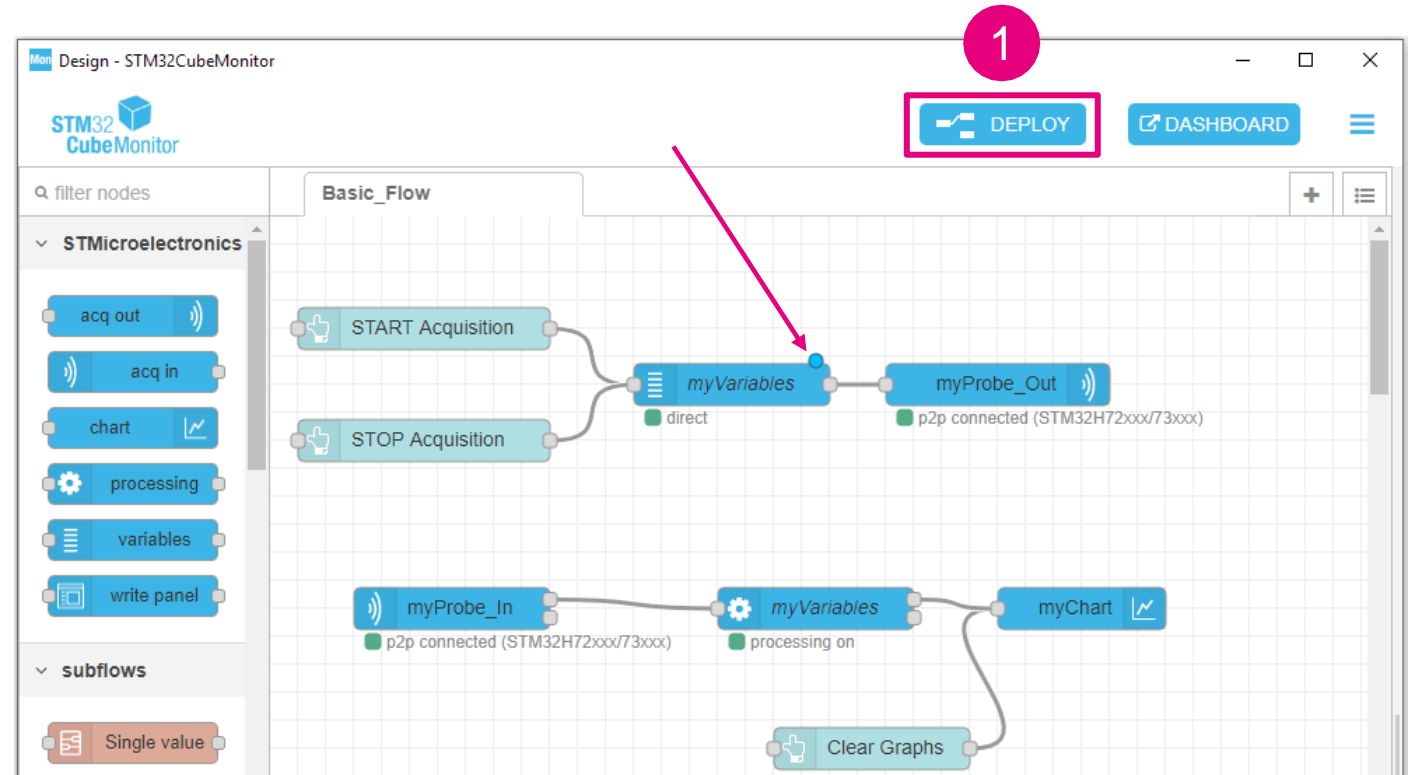 1
Mon Design - STM32CubeMonitor
STM32
CubeMonitor
DEPLOY
DASHBOARD
filter nodes
Basic_Flow
STMicroelectronics
acq out
acq in
chart
processing
variables
write panel
subflows
Single value
START Acquisition
STOP Acquisition
myVariables
direct
myProbe_Out
p2p connected (STM32H72xxx/73xxx)
myProbe_In
p2p connected (STM32H72xxx/73xxx)
myVariables
processing on
myChart
Clear Graphs